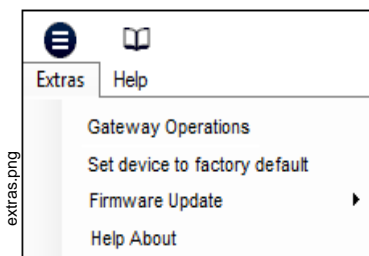 Extras Help
Gateway Operations
Set device to factory default
Firmware Update
Help About
extras.png